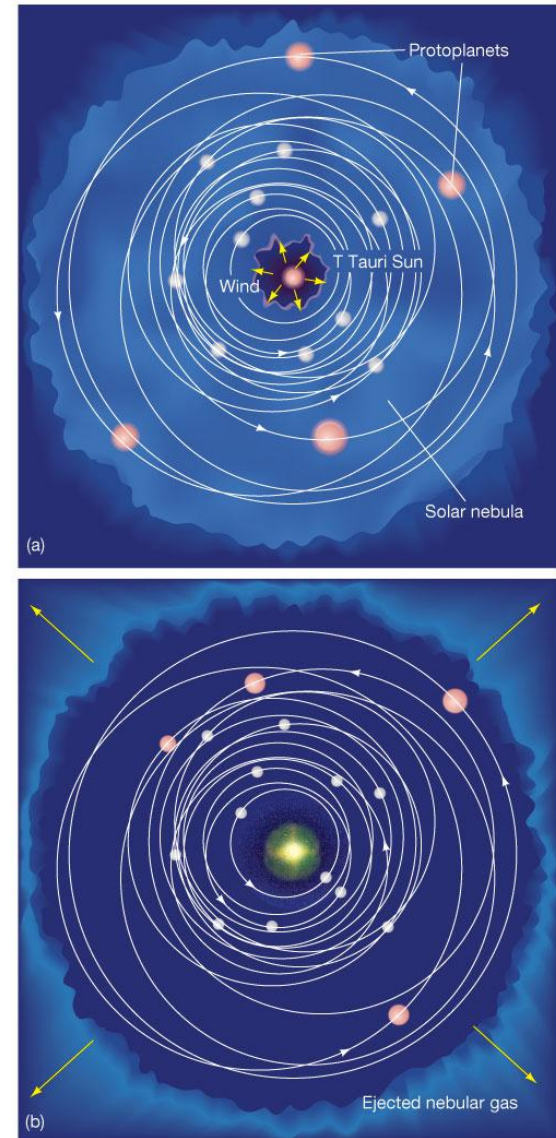 Protoplanets
T Tauri Sun
Wind
Solar nebula
(a)
Ejected nebular gas
(b)